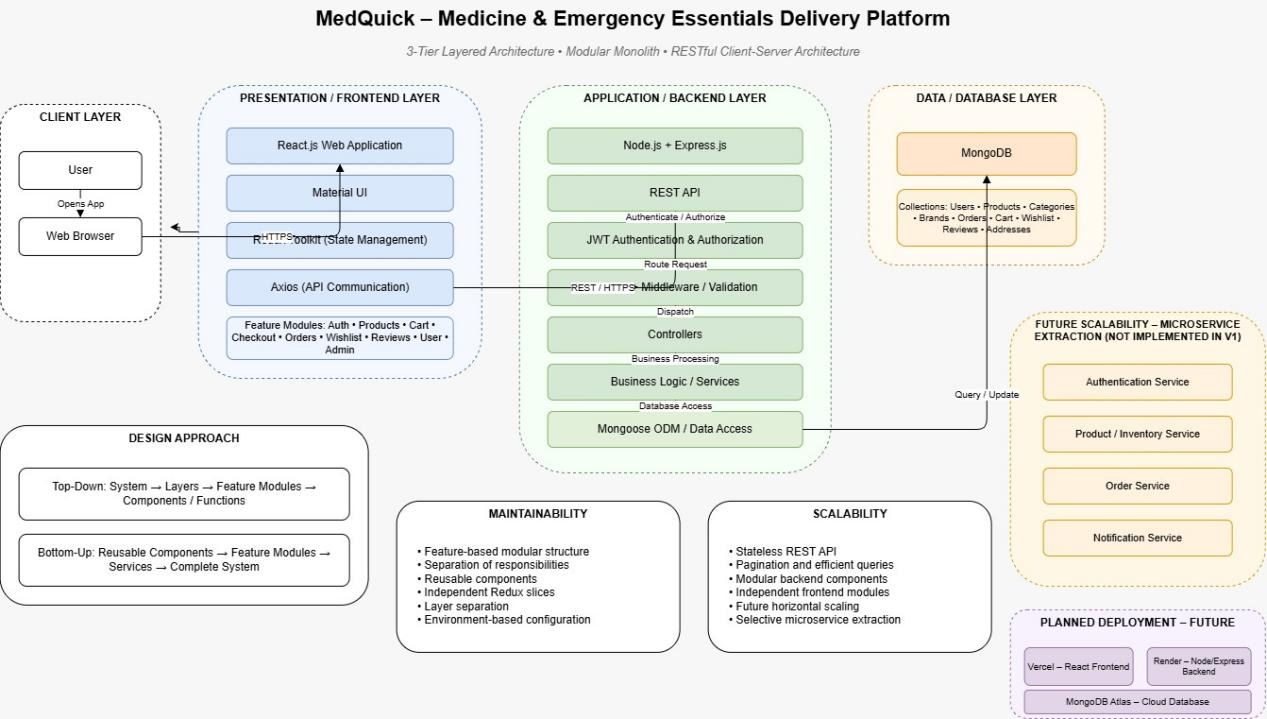 MedQuick – Medicine & Emergency Essentials Delivery Platform
3-Tier Layered Architecture • Modular Monolith • RESTful Client-Server Architecture
CLIENT LAYER
User
Opens App
Web Browser
PRESENTATION / FRONTEND LAYER
React.js Web Application
Material UI
HTTPS
Toolkit (State Management)
Axios (API Communication)
Feature Modules: Auth • Products • Cart •
Checkout • Orders • Wishlist • Reviews • User •
Admin
APPLICATION / BACKEND LAYER
Node.js + Express.js
REST API
Authenticate / Authorize
JWT Authentication & Authorization
Route Request
REST / HTTPS
Middleware / Validation
Dispatch
Controllers
Business Processing
Business Logic / Services
Database Access
Mongoose ODM / Data Access
DATA / DATABASE LAYER
MongoDB
Collections: Users • Products • Categories
• Brands • Orders • Cart • Wishlist •
Reviews • Addresses
Query / Update
FUTURE SCALABILITY – MICROSERVICE
EXTRACTION (NOT IMPLEMENTED IN V1)
Authentication Service
Product / Inventory Service
Order Service
Notification Service
DESIGN APPROACH
Top-Down: System → Layers → Feature Modules →
Components / Functions
Bottom-Up: Reusable Components → Feature Modules →
Services → Complete System
MAINTAINABILITY
• Feature-based modular structure
• Separation of responsibilities
• Reusable components
• Independent Redux slices
• Layer separation
• Environment-based configuration
SCALABILITY
• Stateless REST API
• Pagination and efficient queries
• Modular backend components
• Independent frontend modules
• Future horizontal scaling
• Selective microservice extraction
PLANNED DEPLOYMENT – FUTURE
Vercel – React Frontend
Render – Node/Express
Backend
MongoDB Atlas – Cloud Database